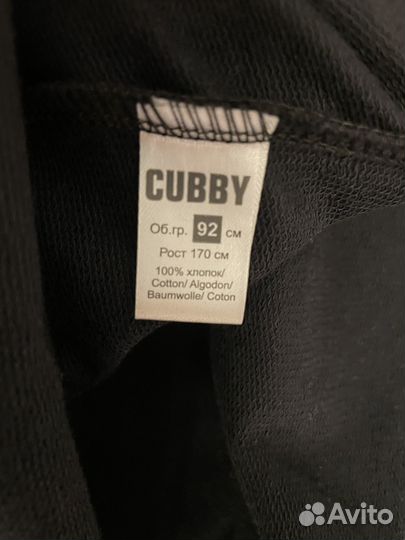 CUBBY
Об.гр. 92 см
Рост 170 см
100% хлопок/
Cotton/ Algodon/
Baumwolle/ Coton
Avito